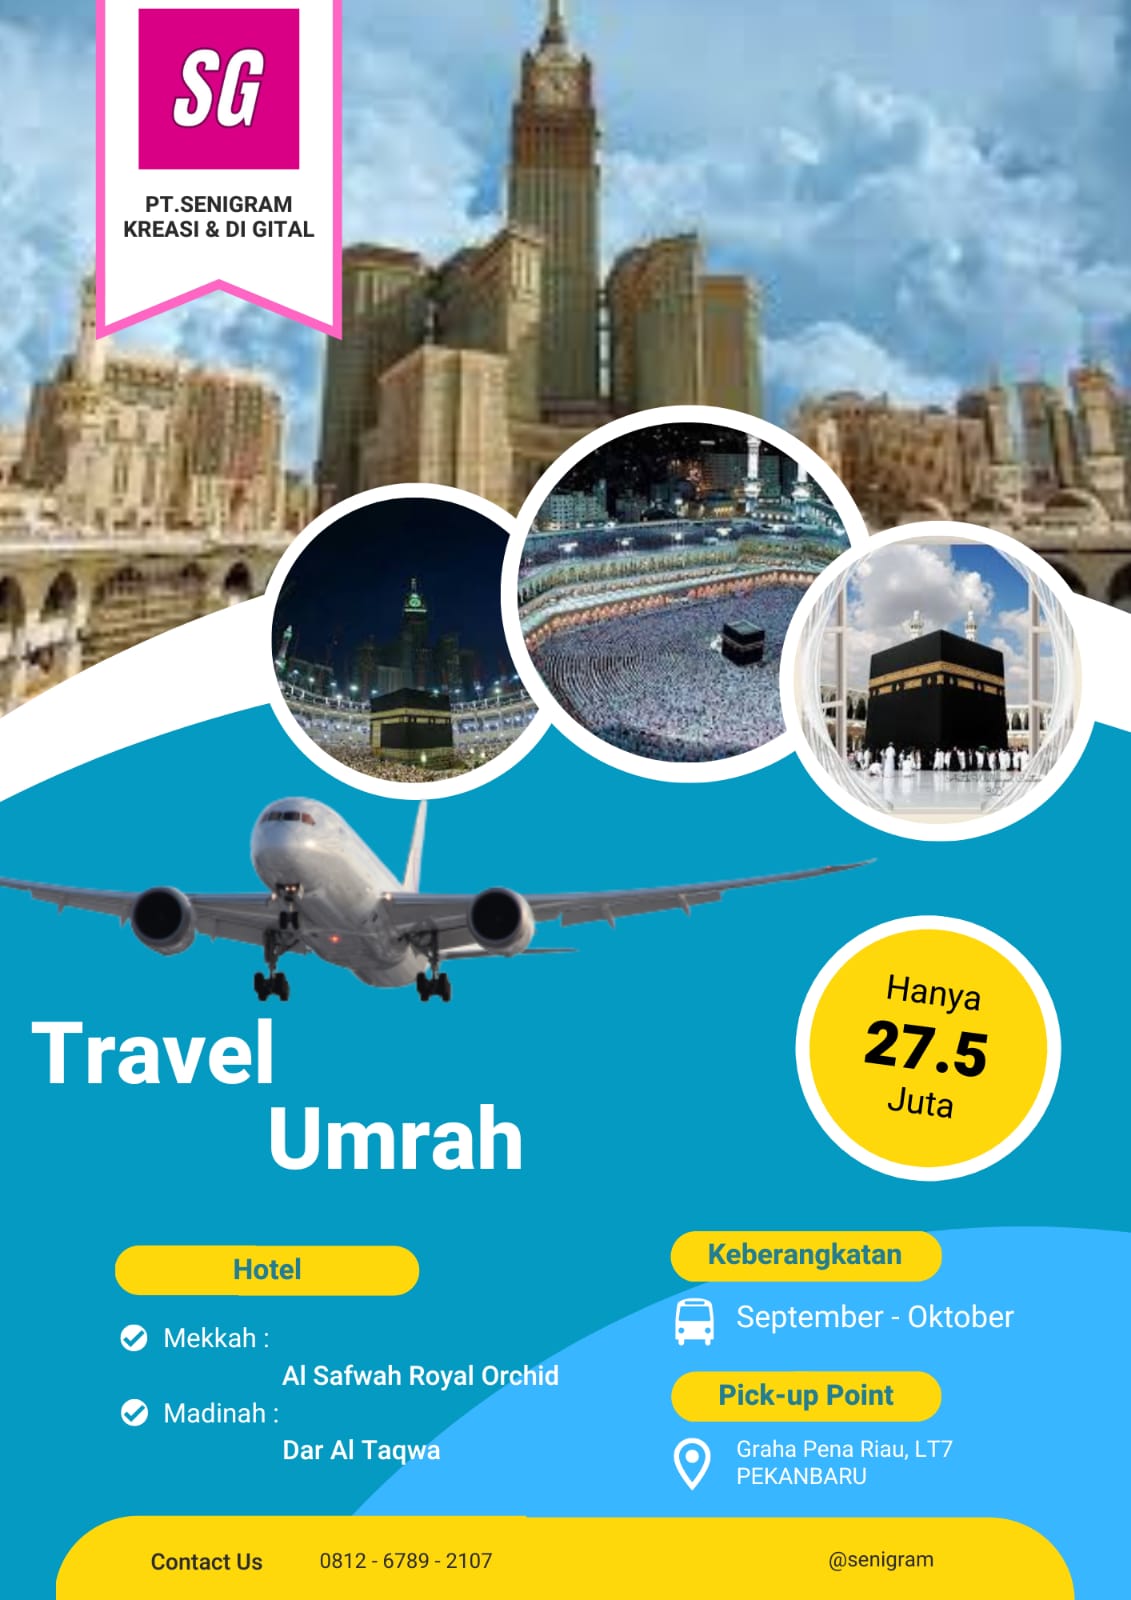 SG
PT.SENIGRAM
KREASI & DI GITAL
Hanya
27.5
Juta
Travel
Umrah
Hotel
Mekkah :
Al Safwah Royal Orchid
Madinah :
Dar Al Taqwa
Keberangkatan
September - Oktober
Pick-up Point
Graha Pena Riau, LT7
PEKANBARU
Contact Us 0812 - 6789 - 2107 @senigram